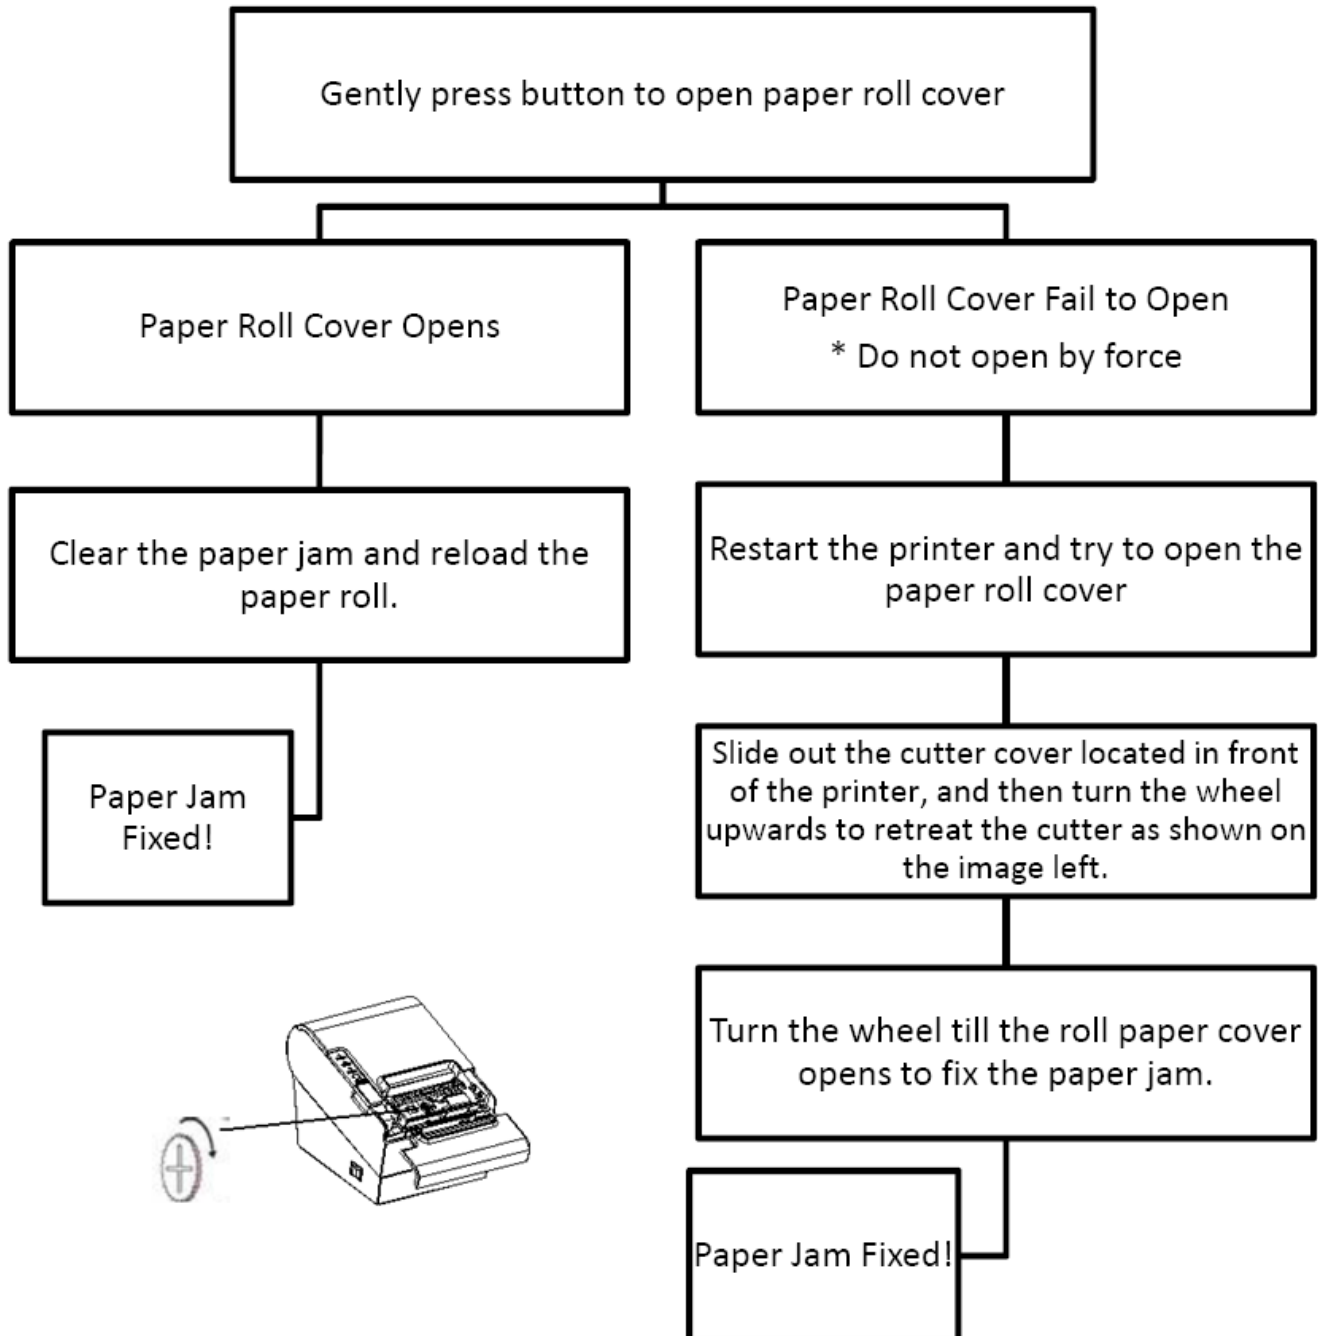 Gently press button to open paper roll cover
Paper Roll Cover Opens
Paper Roll Cover Fail to Open
* Do not open by force
Clear the paper jam and reload the
paper roll.
Restart the printer and try to open the
paper roll cover
Paper Jam
Fixed!
Slide out the cutter cover located in front
of the printer, and then turn the wheel
upwards to retreat the cutter as shown on
the image left.
Turn the wheel till the roll paper cover
opens to fix the paper jam.
Paper Jam Fixed!